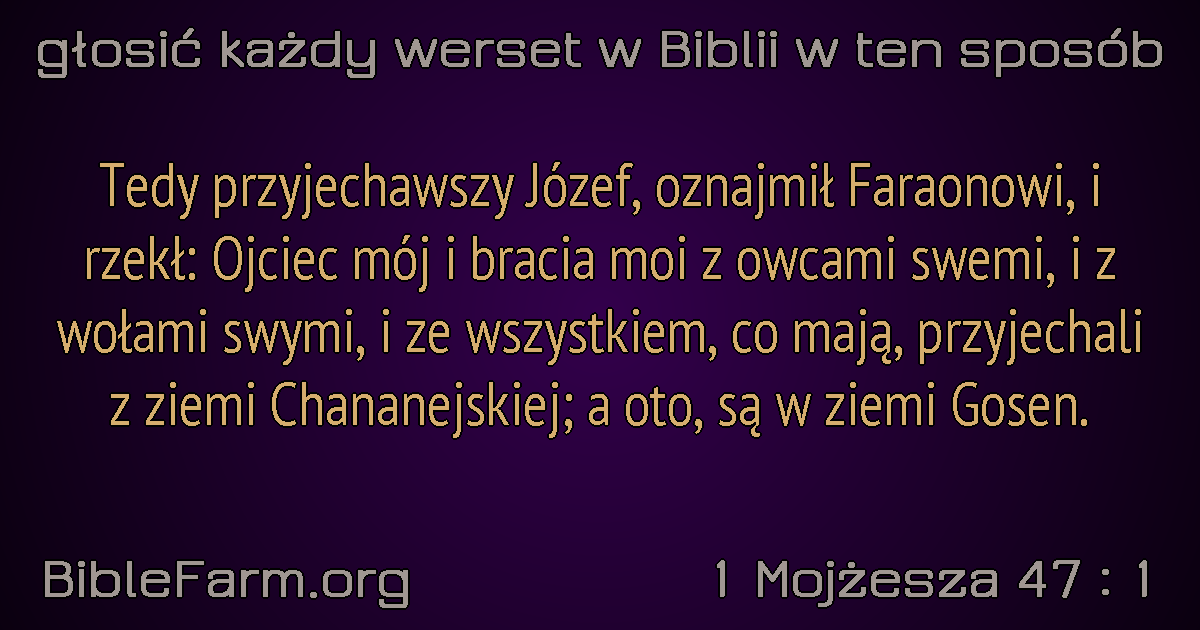 głosić każdy werset w Biblii w ten sposób
Tedy przyjechawszy Józef, oznajmił Faraonowi, i
rzekł: Ojciec mój i bracia moi z owcami swemi, i z
wołami swymi, i ze wszystkiem, co mają, przyjechali
z ziemi Chananejskiej; a oto, są w ziemi Gosen.
BibleFarm.org
1 Mojżesza 47 : 1